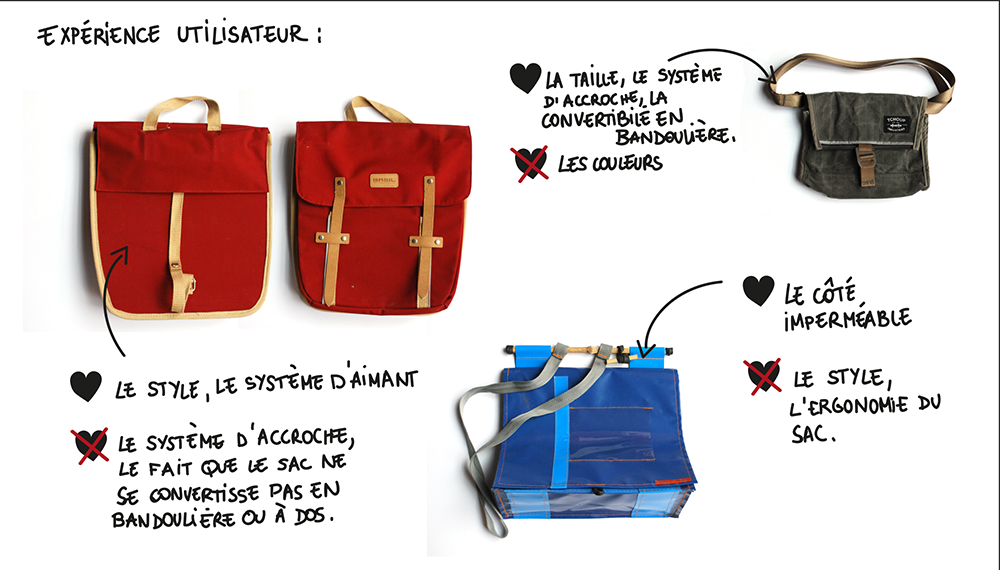 EXPÉRIENCE UTILISATEUR :
LA TAILLE, LE SYSTÈME
D'ACCROCHE, LA
CONVERTIBILÉ EN
BANDOULIÈRE.
LES COULEURS
TCHOUP
BASIL
LE STYLE, LE SYSTÈME D'AIMANT
LE SYSTÈME D'ACCROCHE,
LE FAIT QUE LE SAC NE
SE CONVERTISSE PAS EN
BANDOULIÈRE OU À DOS.
LE CÔTÉ
IMPERMÉABLE
LE STYLE,
L'ERGONOMIE DU
SAC.